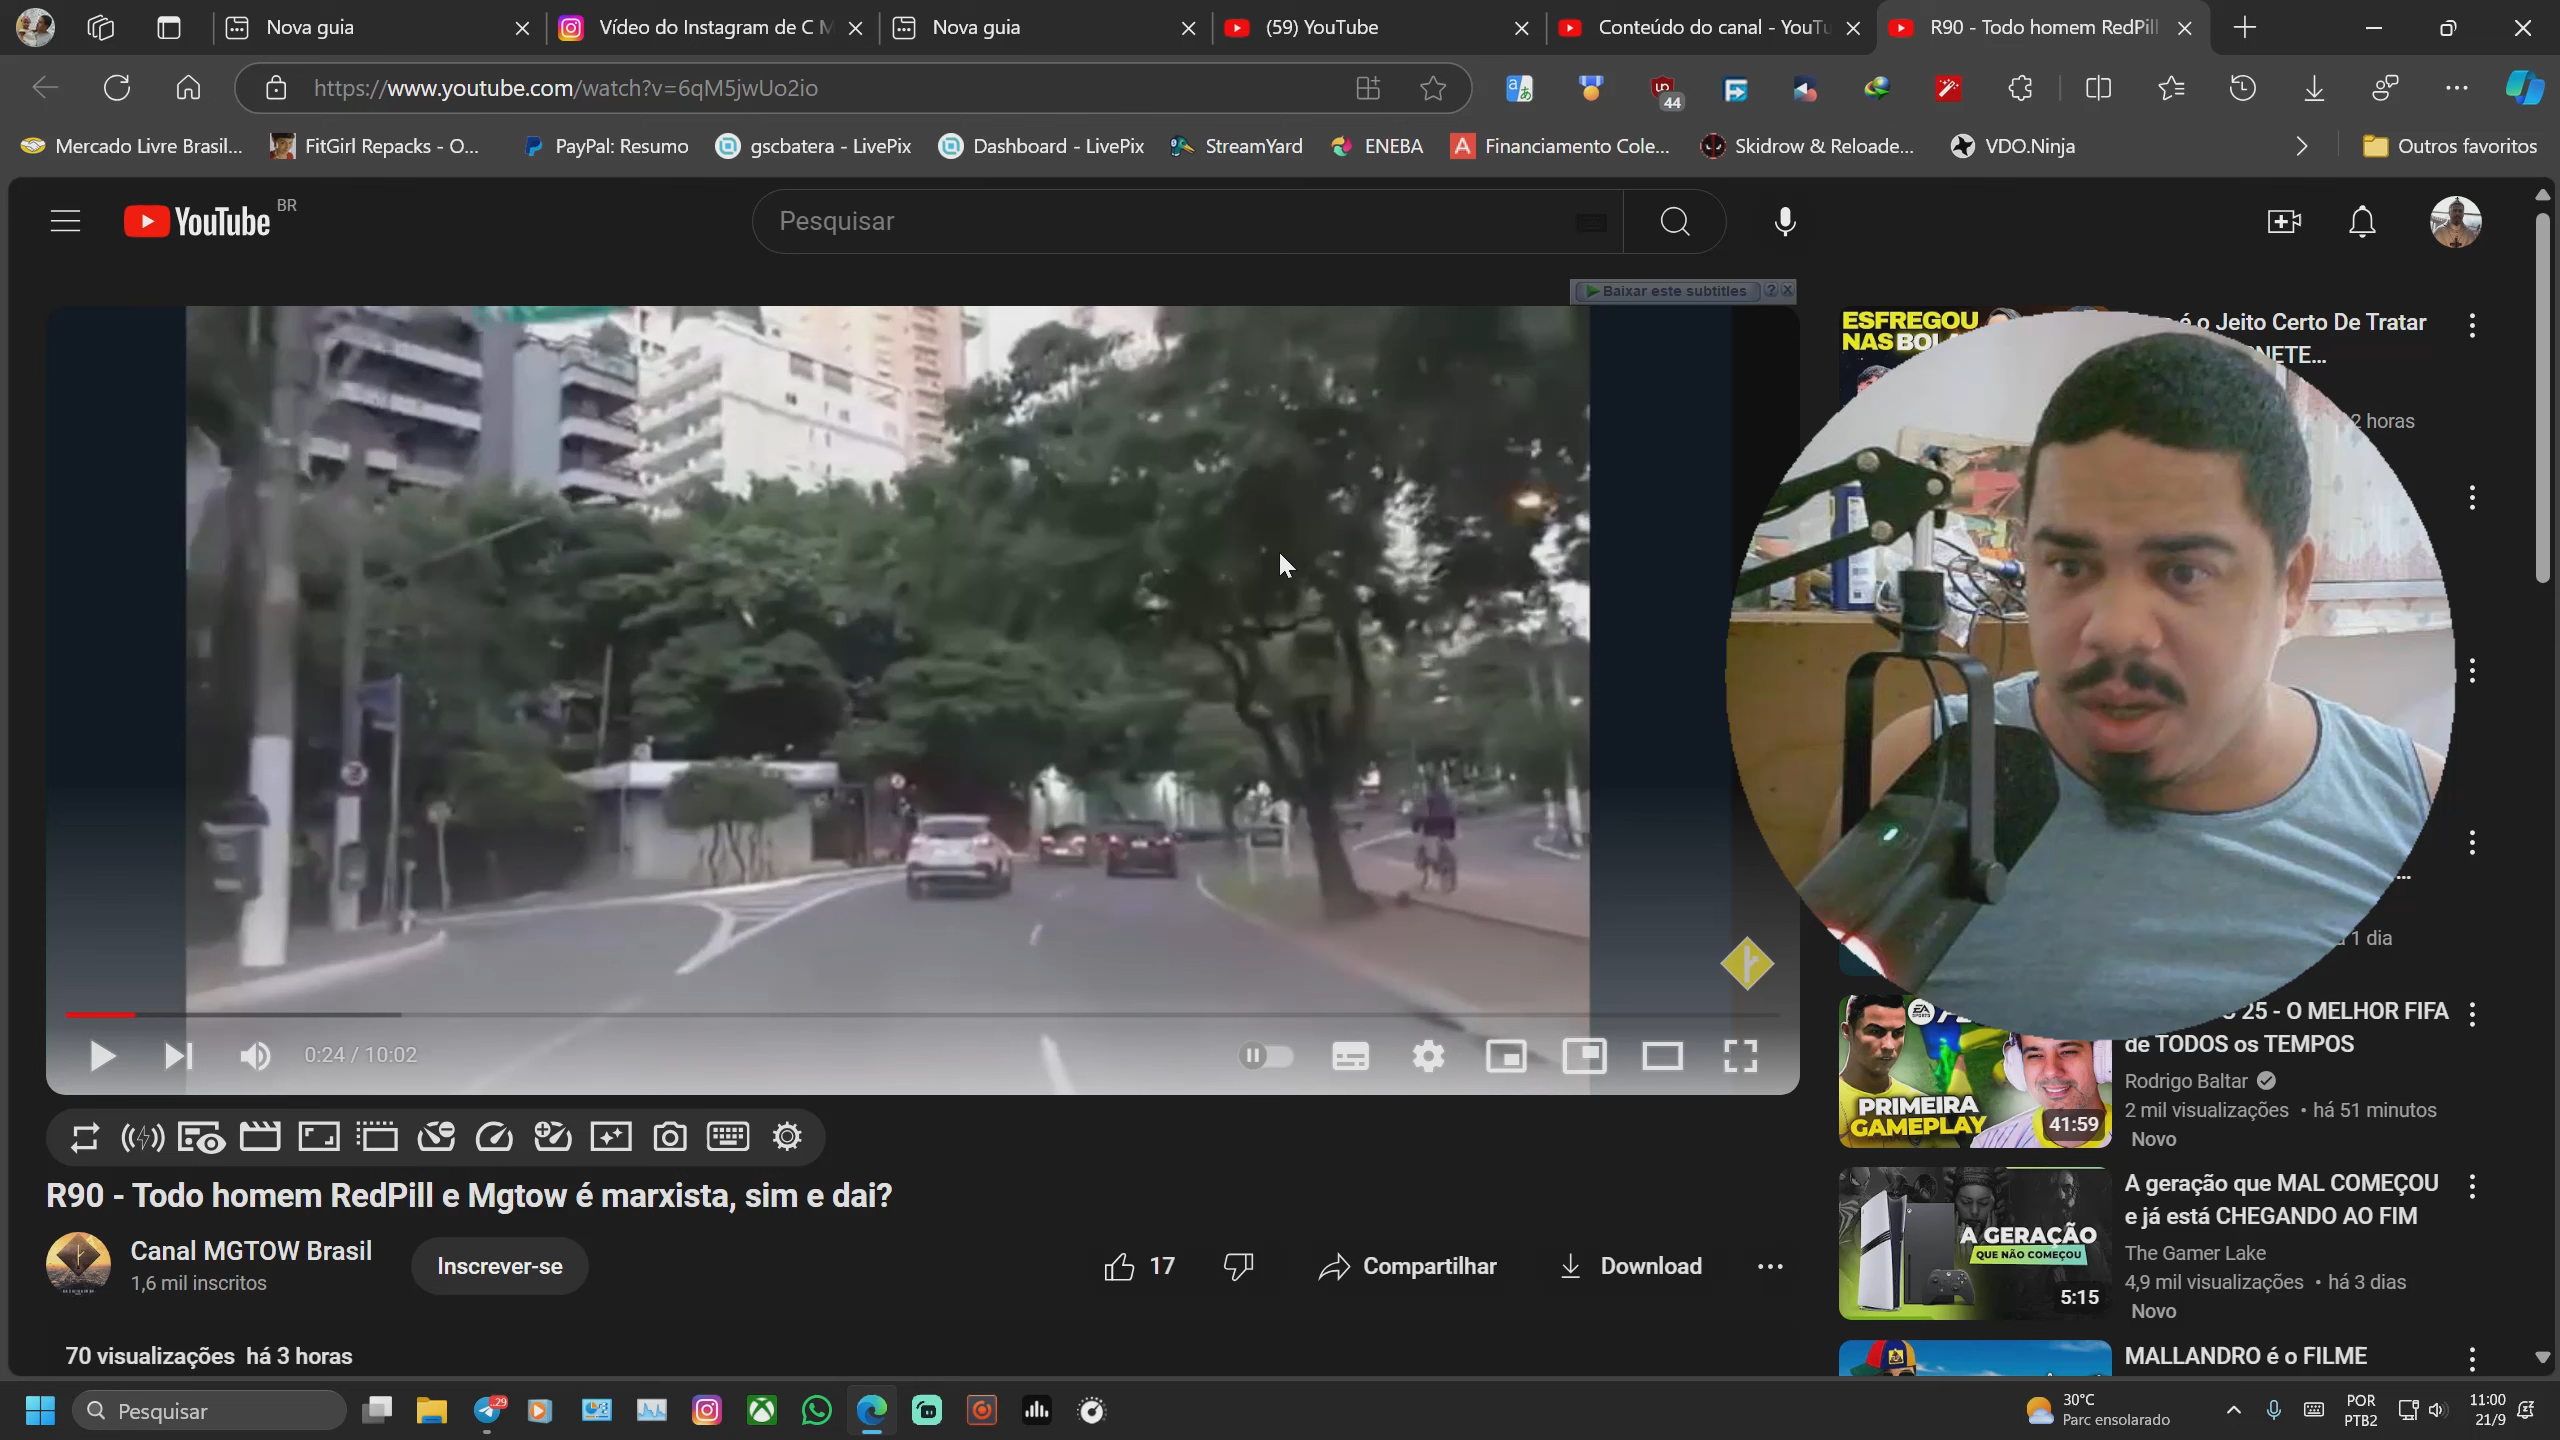 Nova guia
Vídeo do Instagram de C M
Nova guia
(59) YouTube
Conteúdo do canal - YouTu
R90 - Todo homem RedPill
https://www.youtube.com/watch?v=6qM5jwUo2io
44
Mercado Livre Brasil...
FitGirl Repacks - O...
PayPal: Resumo
gscbatera - LivePix
Dashboard - LivePix
StreamYard
ENEBA
Financiamento Cole...
Skidrow & Reloade...
VDO.Ninja
Outros favoritos
YouTube BR
Pesquisar
Baixar este subtitles
ESFREGOU
NAS BOL
é o Jeito Certo De Tratar
NETE...
2 horas
1 dia
0:24 / 10:02
25 - O MELHOR FIFA
de TODOS os TEMPOS
Rodrigo Baltar
2 mil visualizações • há 51 minutos
Novo
PRIMEIRA
GAMEPLAY
41:59
R90 - Todo homem RedPill e Mgtow é marxista, sim e dai?
Canal MGTOW Brasil
1,6 mil inscritos
Inscrever-se
17
Compartilhar
Download
70 visualizações há 3 horas
A geração que MAL COMEÇOU
e já está CHEGANDO AO FIM
The Gamer Lake
4,9 mil visualizações • há 3 dias
Novo
A GERAÇÃO
QUE NÃO COMEÇOU
5:15
MALLANDRO é o FILME
Pesquisar
29
30°C
Parc ensolarado
POR
PTB2
11:00
21/9